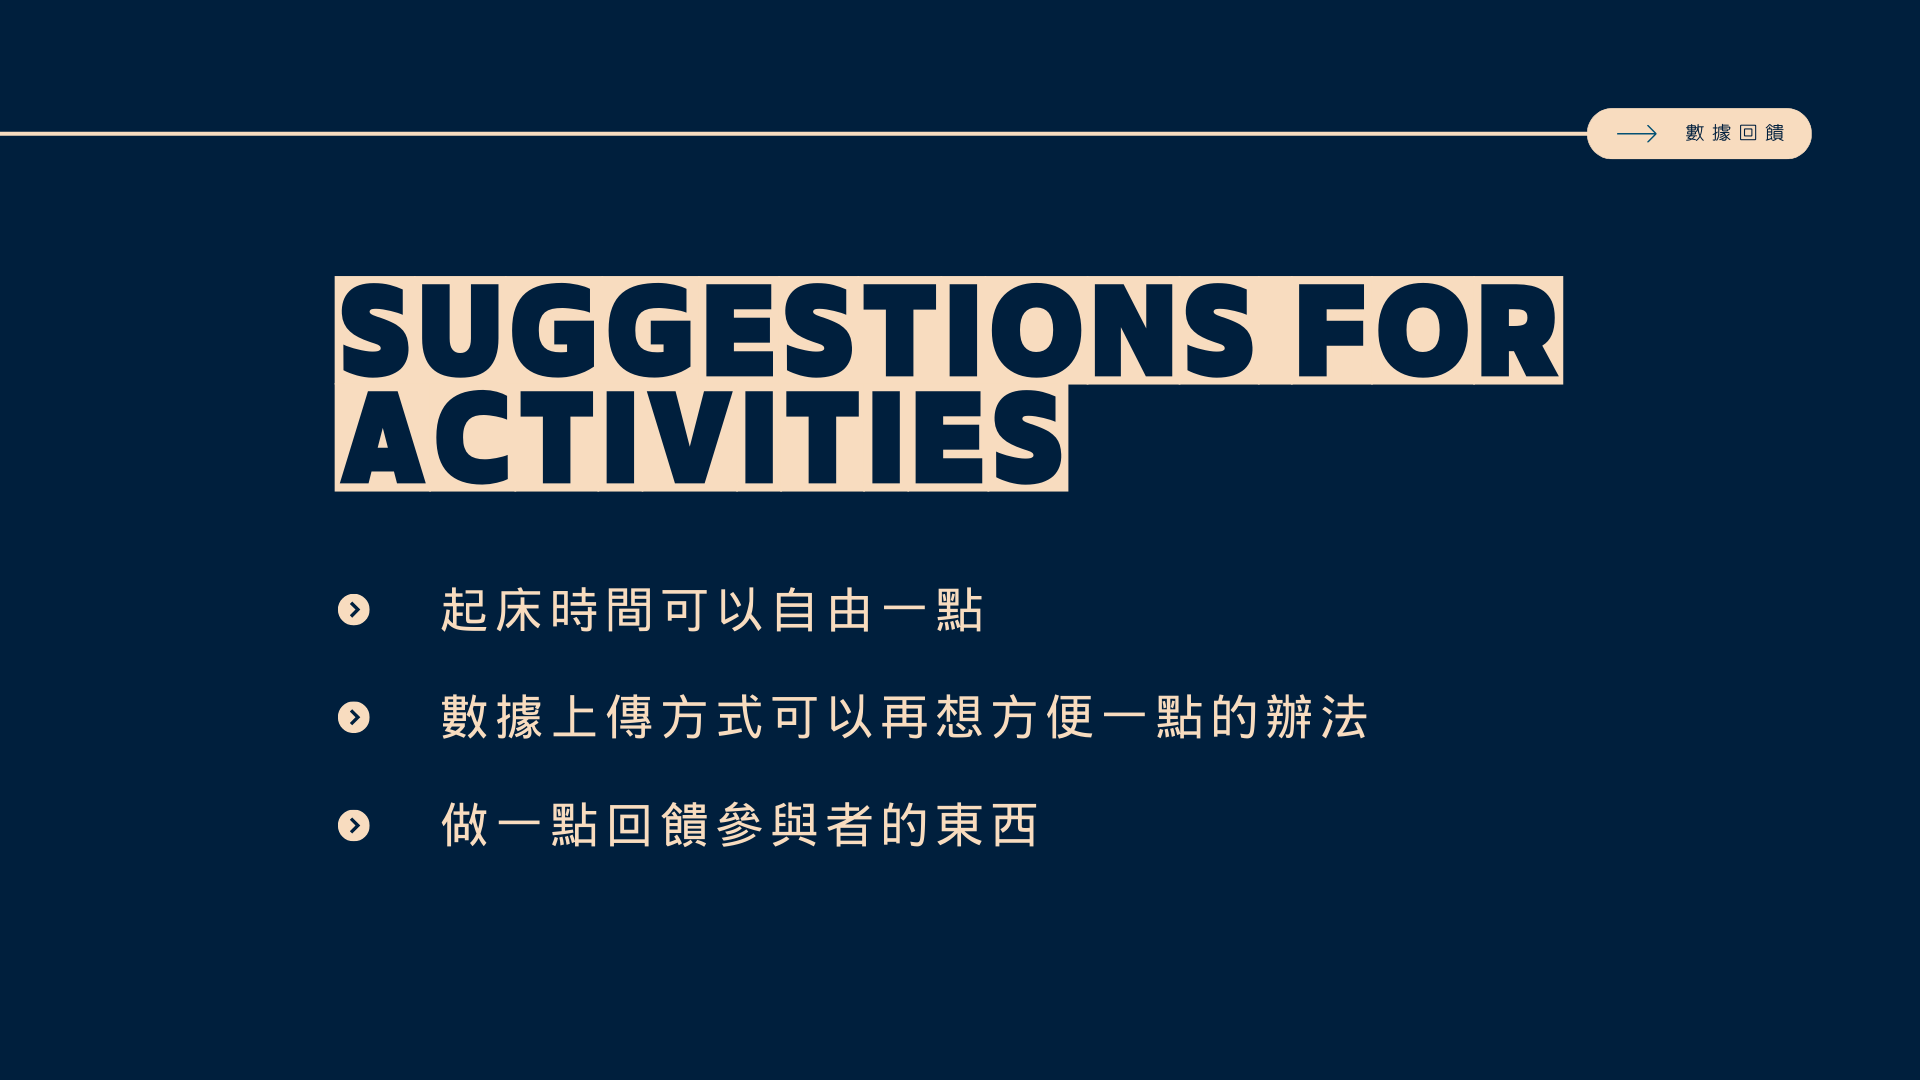 數據回饋
SUGGESTIONS FOR
ACTIVITIES
起床時間可以自由一點
數據上傳方式可以再想方便一點的辦法
做一點回饋參與者的東西